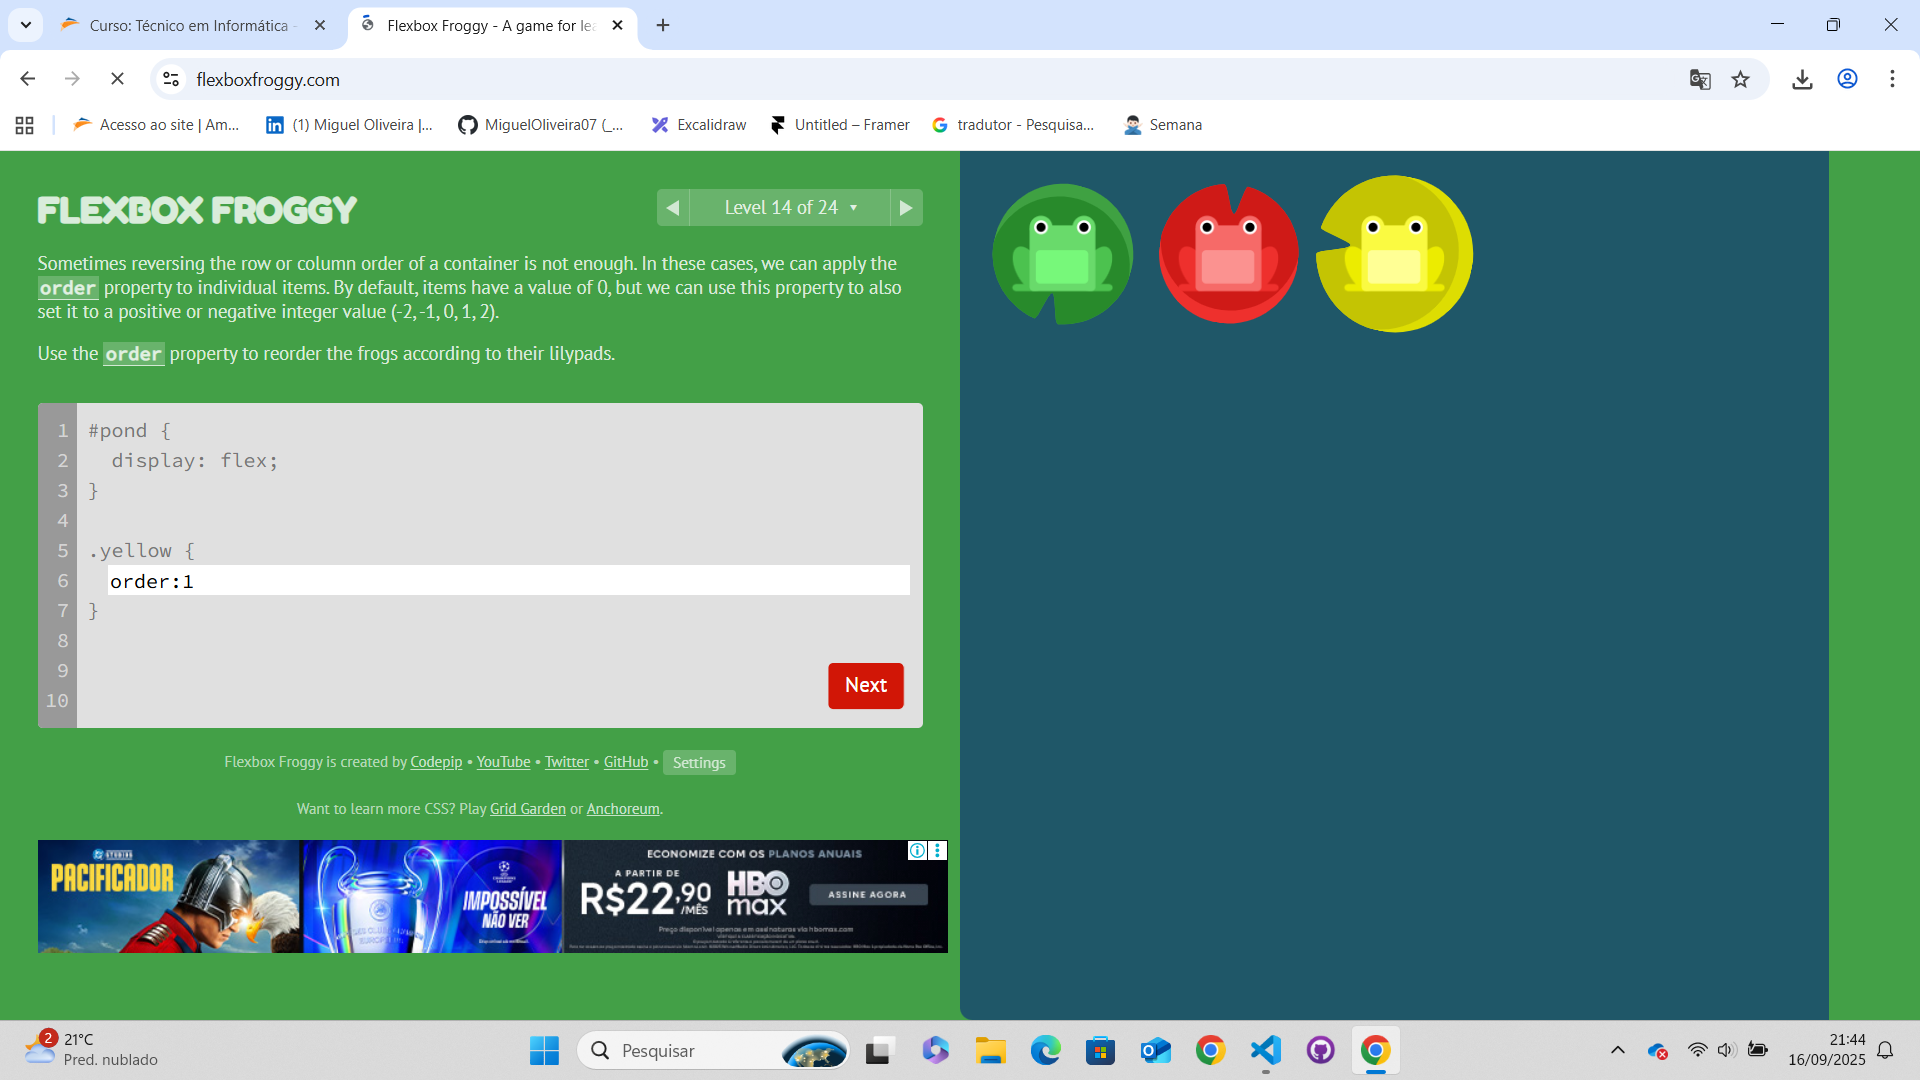 Curso: Técnico em Informática -
Flexbox Froggy - A game for lea
flexboxfroggy.com
Acesso ao site | Am...
(1) Miguel Oliveira |...
MiguelOliveira07 (_...
Excalidraw
Untitled – Framer
tradutor - Pesquisa...
Semana
FLEXBOX FROGGY
Level 14 of 24
Sometimes reversing the row or column order of a container is not enough. In these cases, we can apply the
order property to individual items. By default, items have a value of 0, but we can use this property to also
set it to a positive or negative integer value (-2, -1, 0, 1, 2).
Use the order property to reorder the frogs according to their lilypads.
1 #pond {
2 display: flex;
3 }
4
5 .yellow {
6 order:1
7 }
8
9
10
Next
Flexbox Froggy is created by Codepip • YouTube • Twitter • GitHub • Settings
Want to learn more CSS? Play Grid Garden or Anchoreum.
STUDIOS
PACIFICADOR
IMPOSSÍVEL
NÃO VER
ECONOMIZE COM OS PLANOS ANUAIS
A PARTIR DE
R$22,90
/MÊS
HBO
max
ASSINE AGORA
2
21°C
Pred. nublado
Pesquisar
21:44
16/09/2025